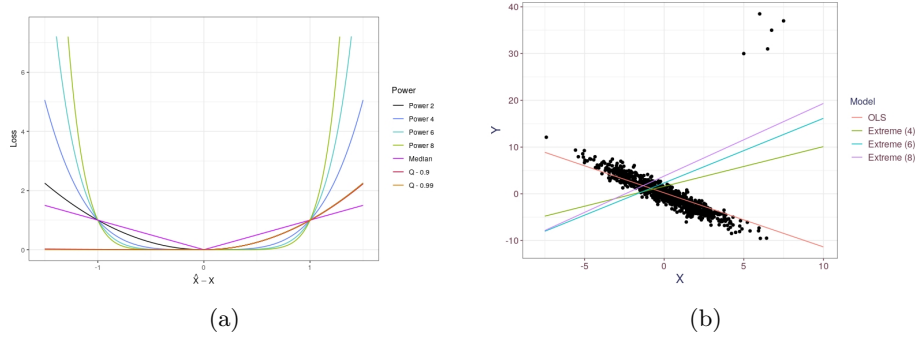 6
4
2
0
Loss
-1
0
1
X̂ − X
Power
Power 2
Power 4
Power 6
Power 8
Median
Q - 0.9
Q - 0.99
(a)
40
30
20
10
0
-10
Y
-5
0
5
10
X
Model
OLS
Extreme (4)
Extreme (6)
Extreme (8)
(b)